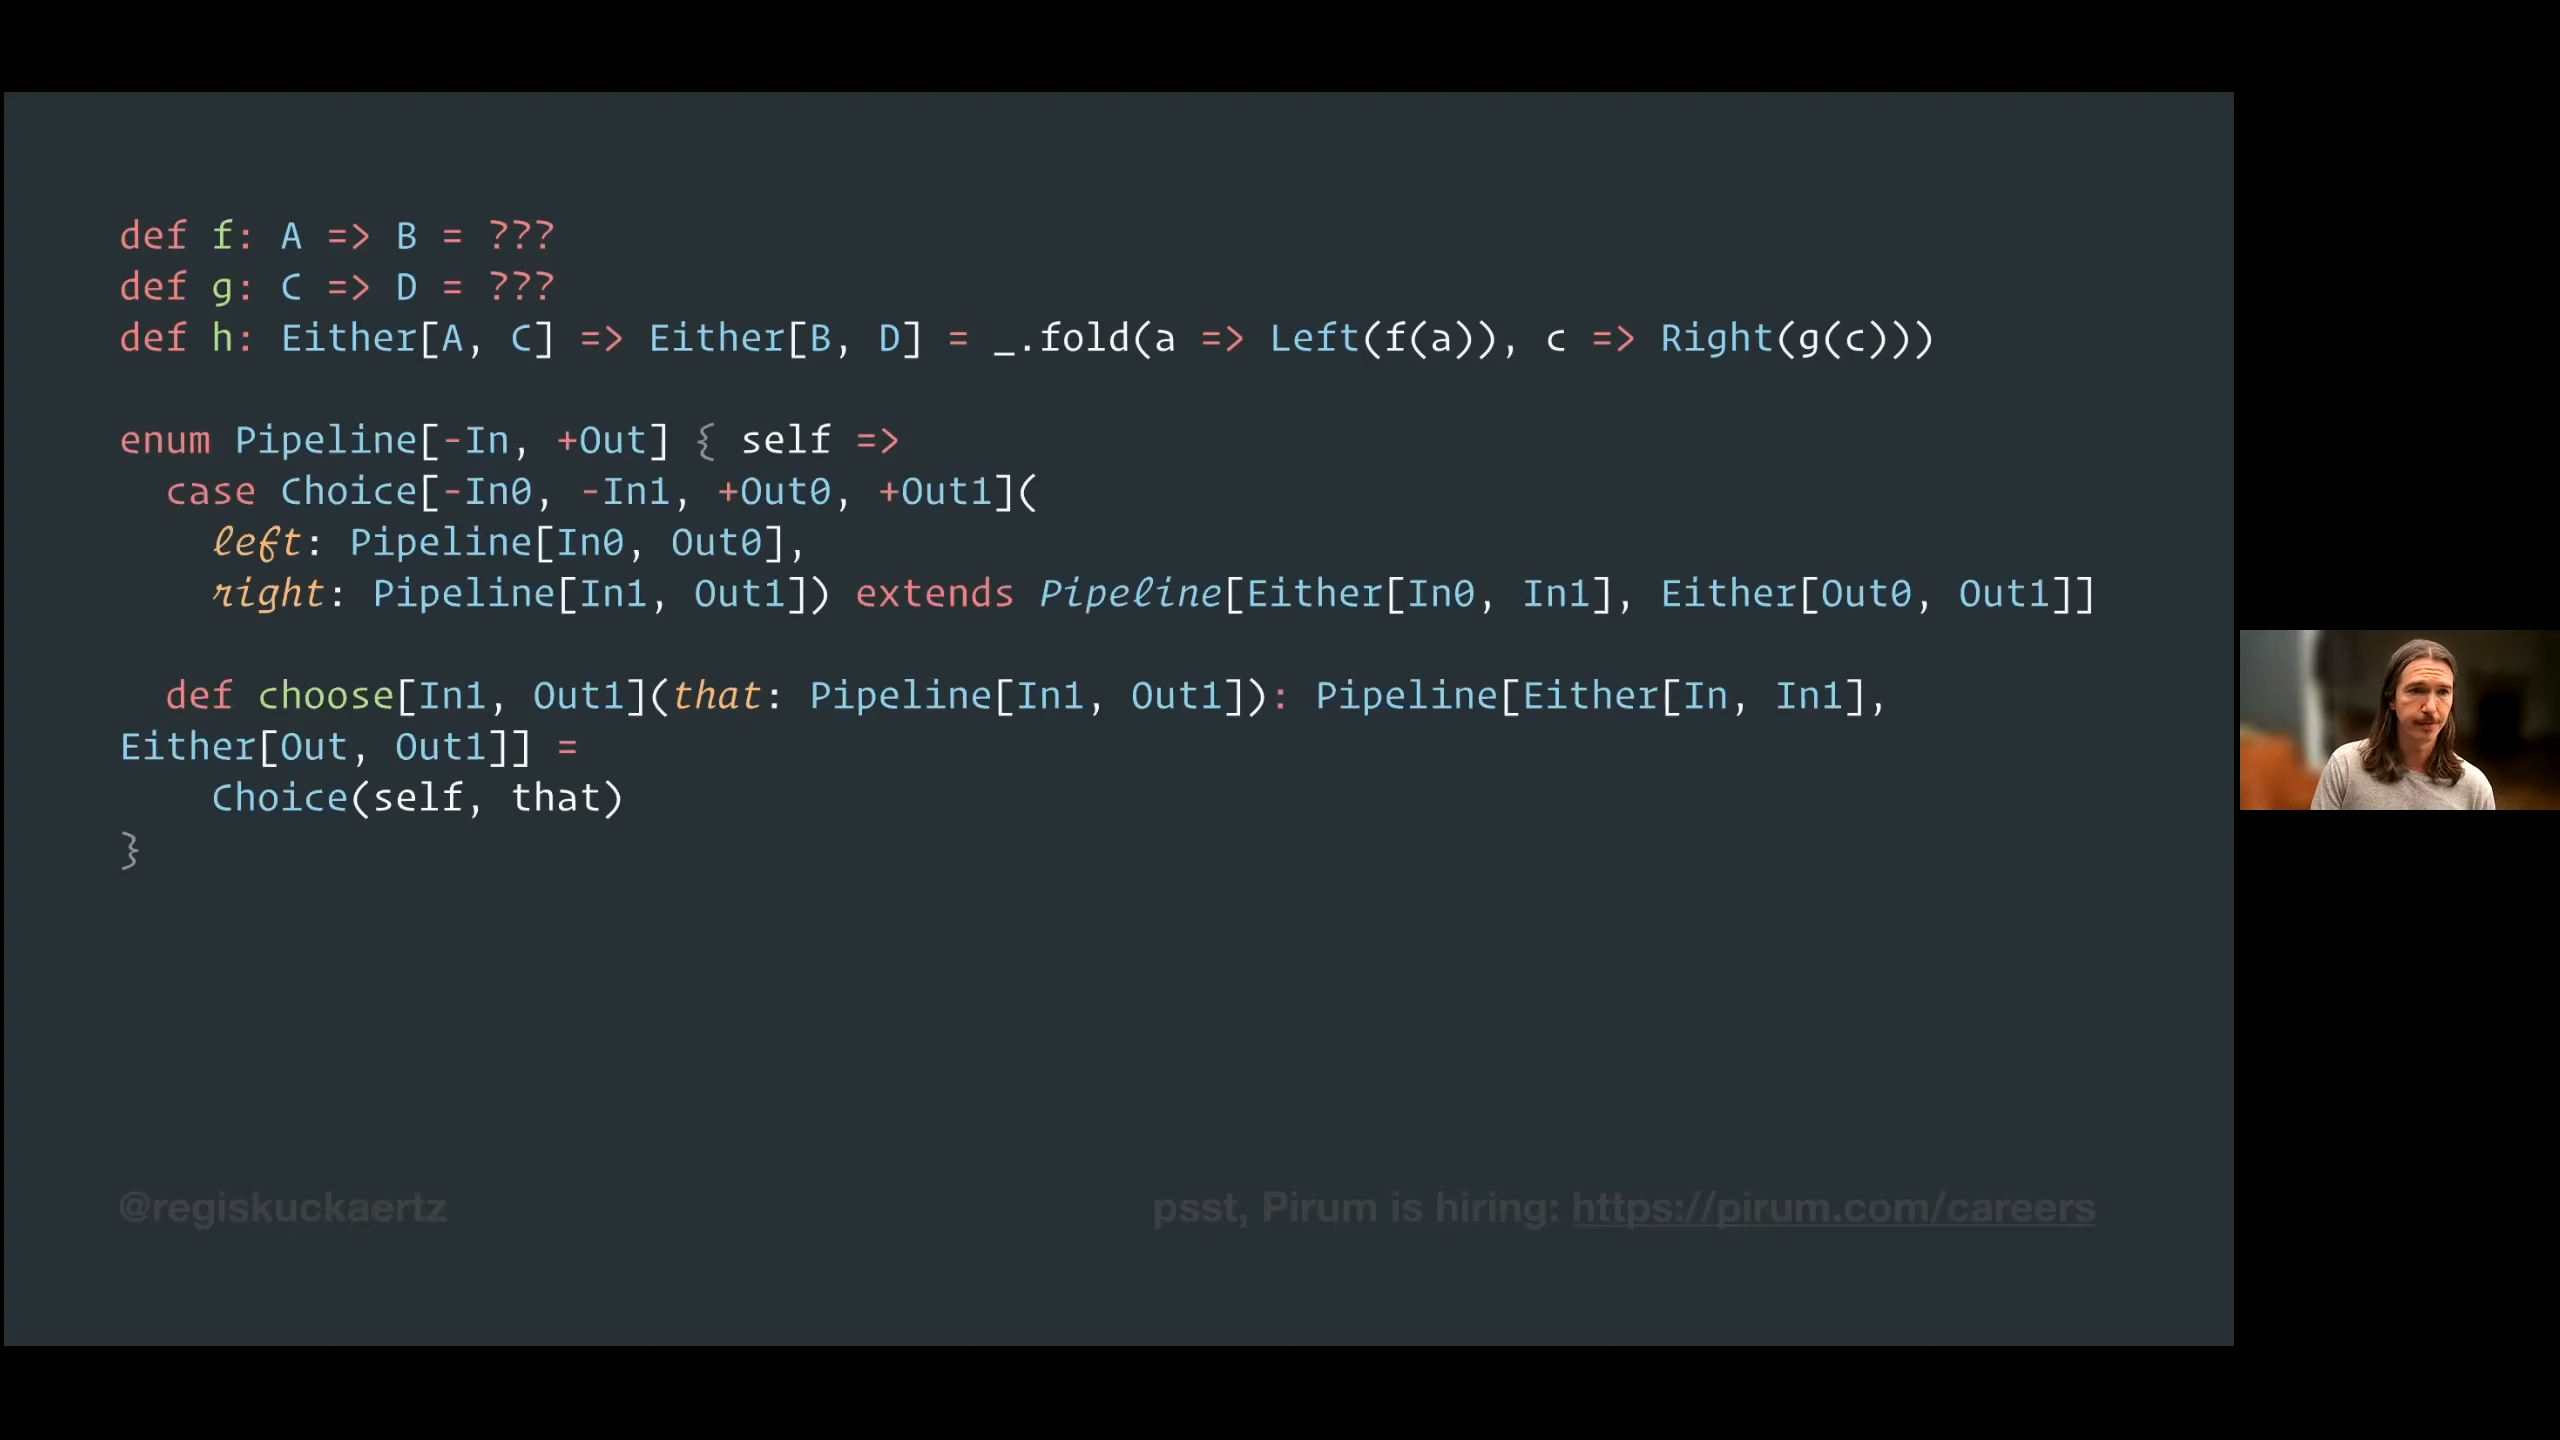 def f: A => B = ???
def g: C => D = ???
def h: Either[A, C] => Either[B, D] = _.fold(a => Left(f(a)), c => Right(g(c)))
enum Pipeline[-In, +Out] { self =>
case Choice[-In0, -In1, +Out0, +Out1](
left: Pipeline[In0, Out0],
right: Pipeline[In1, Out1]) extends Pipeline[Either[In0, In1], Either[Out0, Out1]]
def choose[In1, Out1](that: Pipeline[In1, Out1]): Pipeline[Either[In, In1],
Either[Out, Out1]] =
Choice(self, that)
}
@regiskuckaertz
psst, Pirum is hiring: https://pirum.com/careers